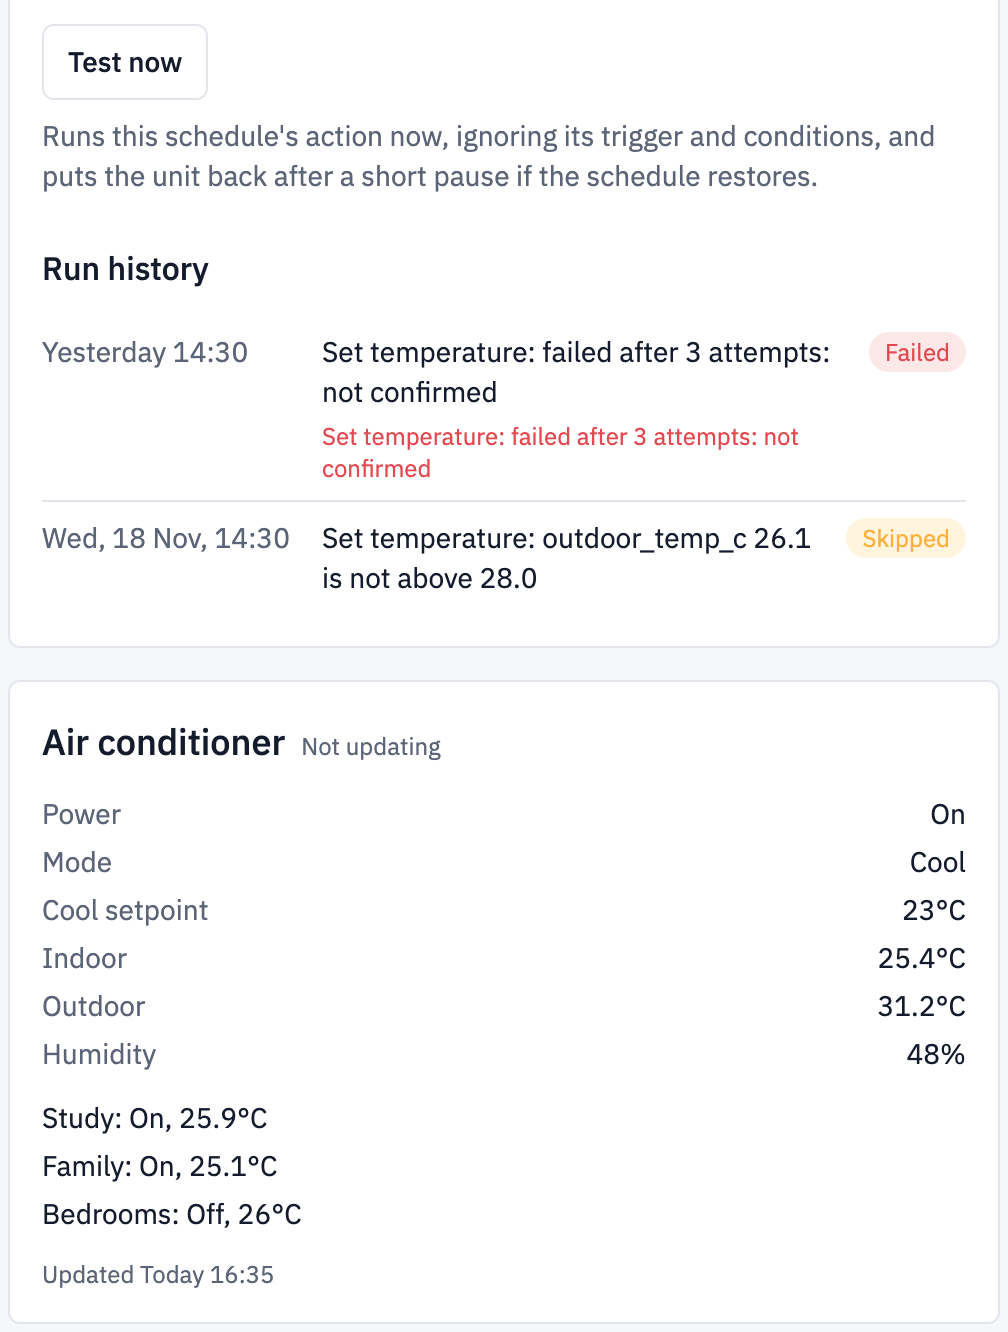 Test now
Runs this schedule's action now, ignoring its trigger and conditions, and
puts the unit back after a short pause if the schedule restores.
Run history
Yesterday 14:30
Set temperature: failed after 3 attempts:
not confirmed
Failed
Set temperature: failed after 3 attempts: not
confirmed
Wed, 18 Nov, 14:30
Set temperature: outdoor_temp_c 26.1
is not above 28.0
Skipped
Air conditioner Not updating
Power On
Mode Cool
Cool setpoint 23°C
Indoor 25.4°C
Outdoor 31.2°C
Humidity 48%
Study: On, 25.9°C
Family: On, 25.1°C
Bedrooms: Off, 26°C
Updated Today 16:35